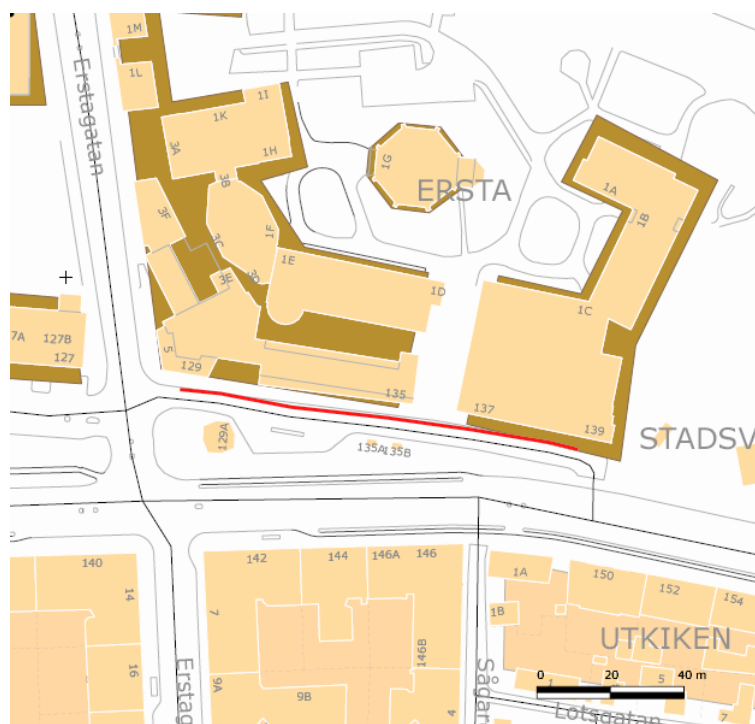 1M
Erstagatan
1L
1I
1K
3A
1H
1G
3B
ERSTA
1A
1B
3F
3C
1F
1E
3E
3D
1D
1C
7A
127B
127
5
129
135
137
139
129A
135A
135B
STADSV
140
142
144
146A
146
14
7
16
146B
1A
150
152
154
1B
UTKIKEN
0
20
40 m
9A
9B
4
1
5
7
Erstag
Sågar
Lotsgatan